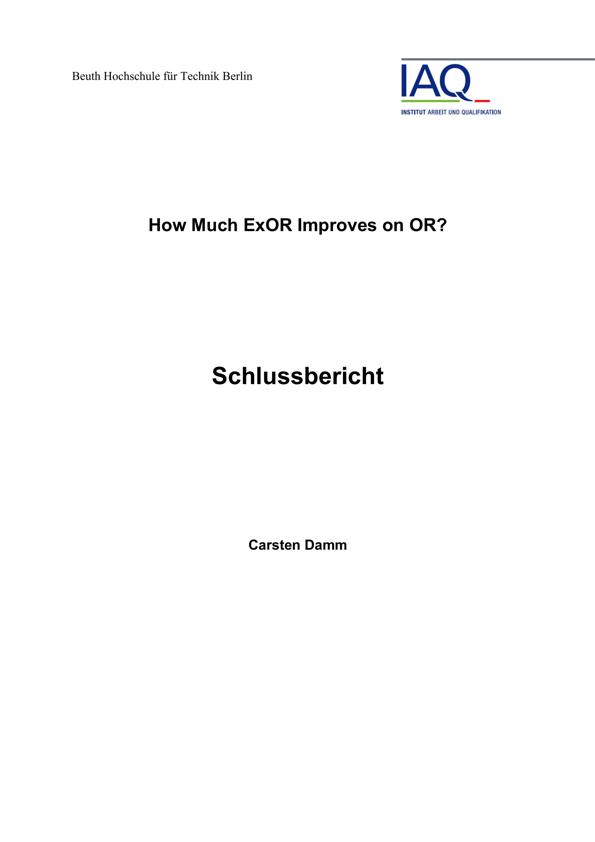 Beuth Hochschule für Technik Berlin
IAQ
INSTITUT ARBEIT UND QUALIFIKATION
How Much ExOR Improves on OR?
Schlussbericht
Carsten Damm